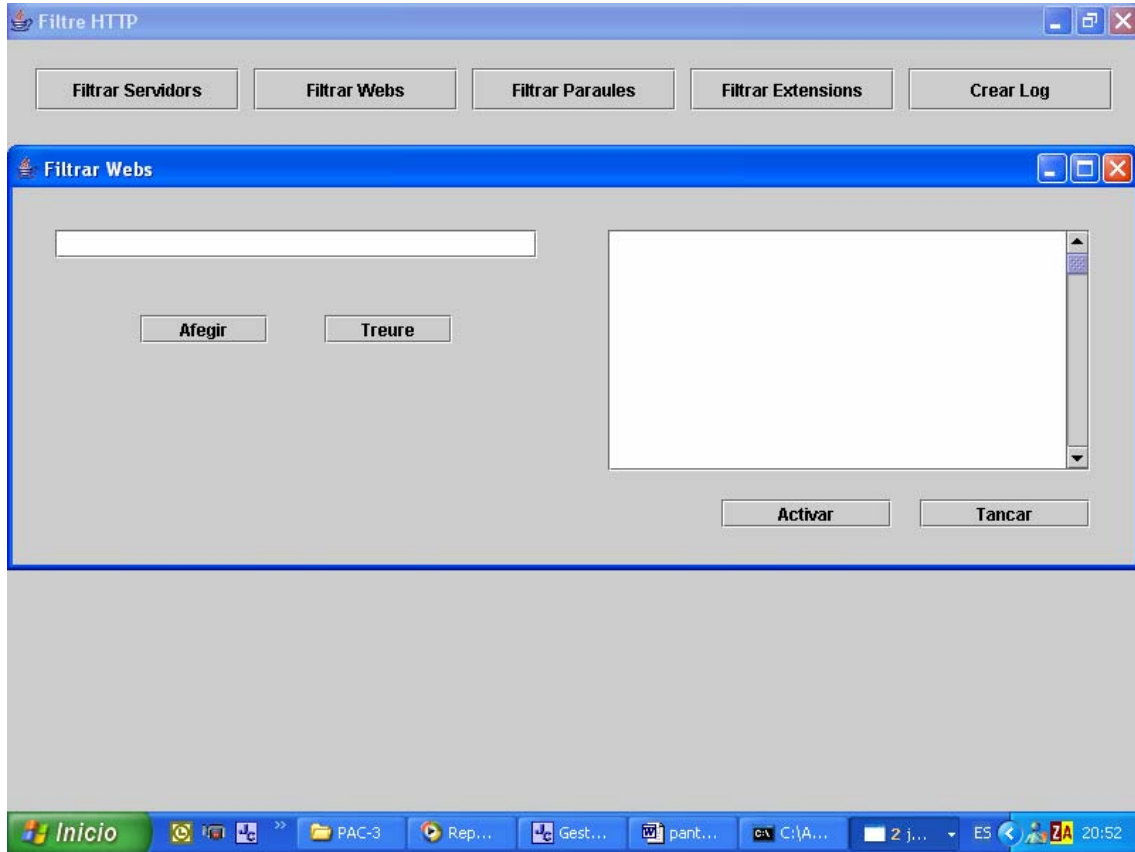 Filtre HTTP
Filtrar Servidors Filtrar Webs Filtrar Paraules Filtrar Extensions Crear Log
Filtrar Webs
Afegir Treure
Activar Tancar
Inicio » PAC-3 Rep... Gest... pant... C:\A... 2 j... ES ZA 20:52